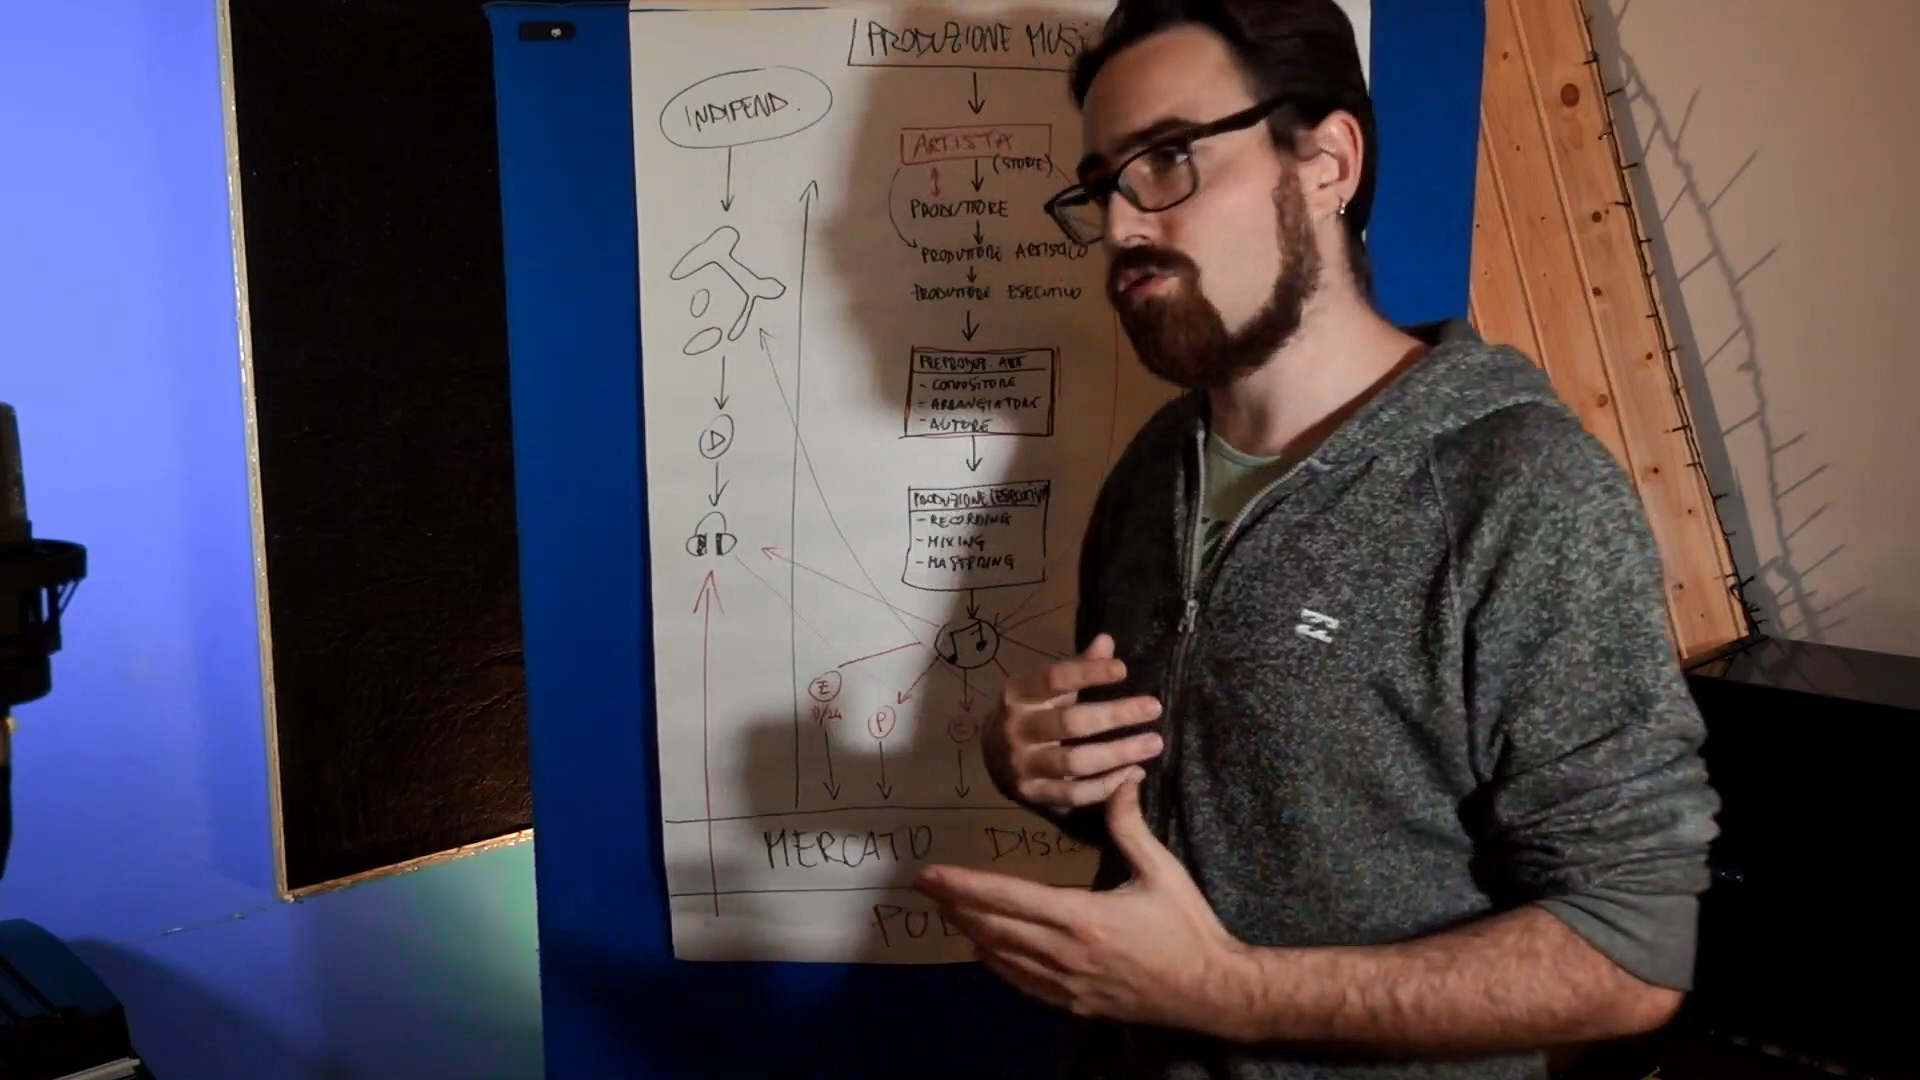 PRODUZIONE MUSI
INDIPEND.
ARTISTA
(STORIE)
PRODUTTORE
PRODUTTORE ARTISTICO
PRODUTTORE ESECUTIVO
PREPRODUZ. ART
- COMPOSITORE
- ARRANGIATORE
- AUTORE
PRODUZIONE (ESECUTIVA
- RECORDING
- MIXING
- MASTERING
E
P
MERCATO DISC
PUB